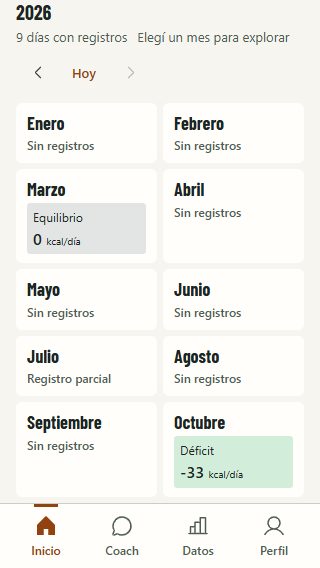 2026
9 días con registros Elegí un mes para explorar
Hoy
Enero
Sin registros
Febrero
Sin registros
Marzo
Equilibrio
0 kcal/día
Abril
Sin registros
Mayo
Sin registros
Junio
Sin registros
Julio
Registro parcial
Agosto
Sin registros
Septiembre
Sin registros
Octubre
Déficit
-33 kcal/día
Inicio
Coach
Datos
Perfil